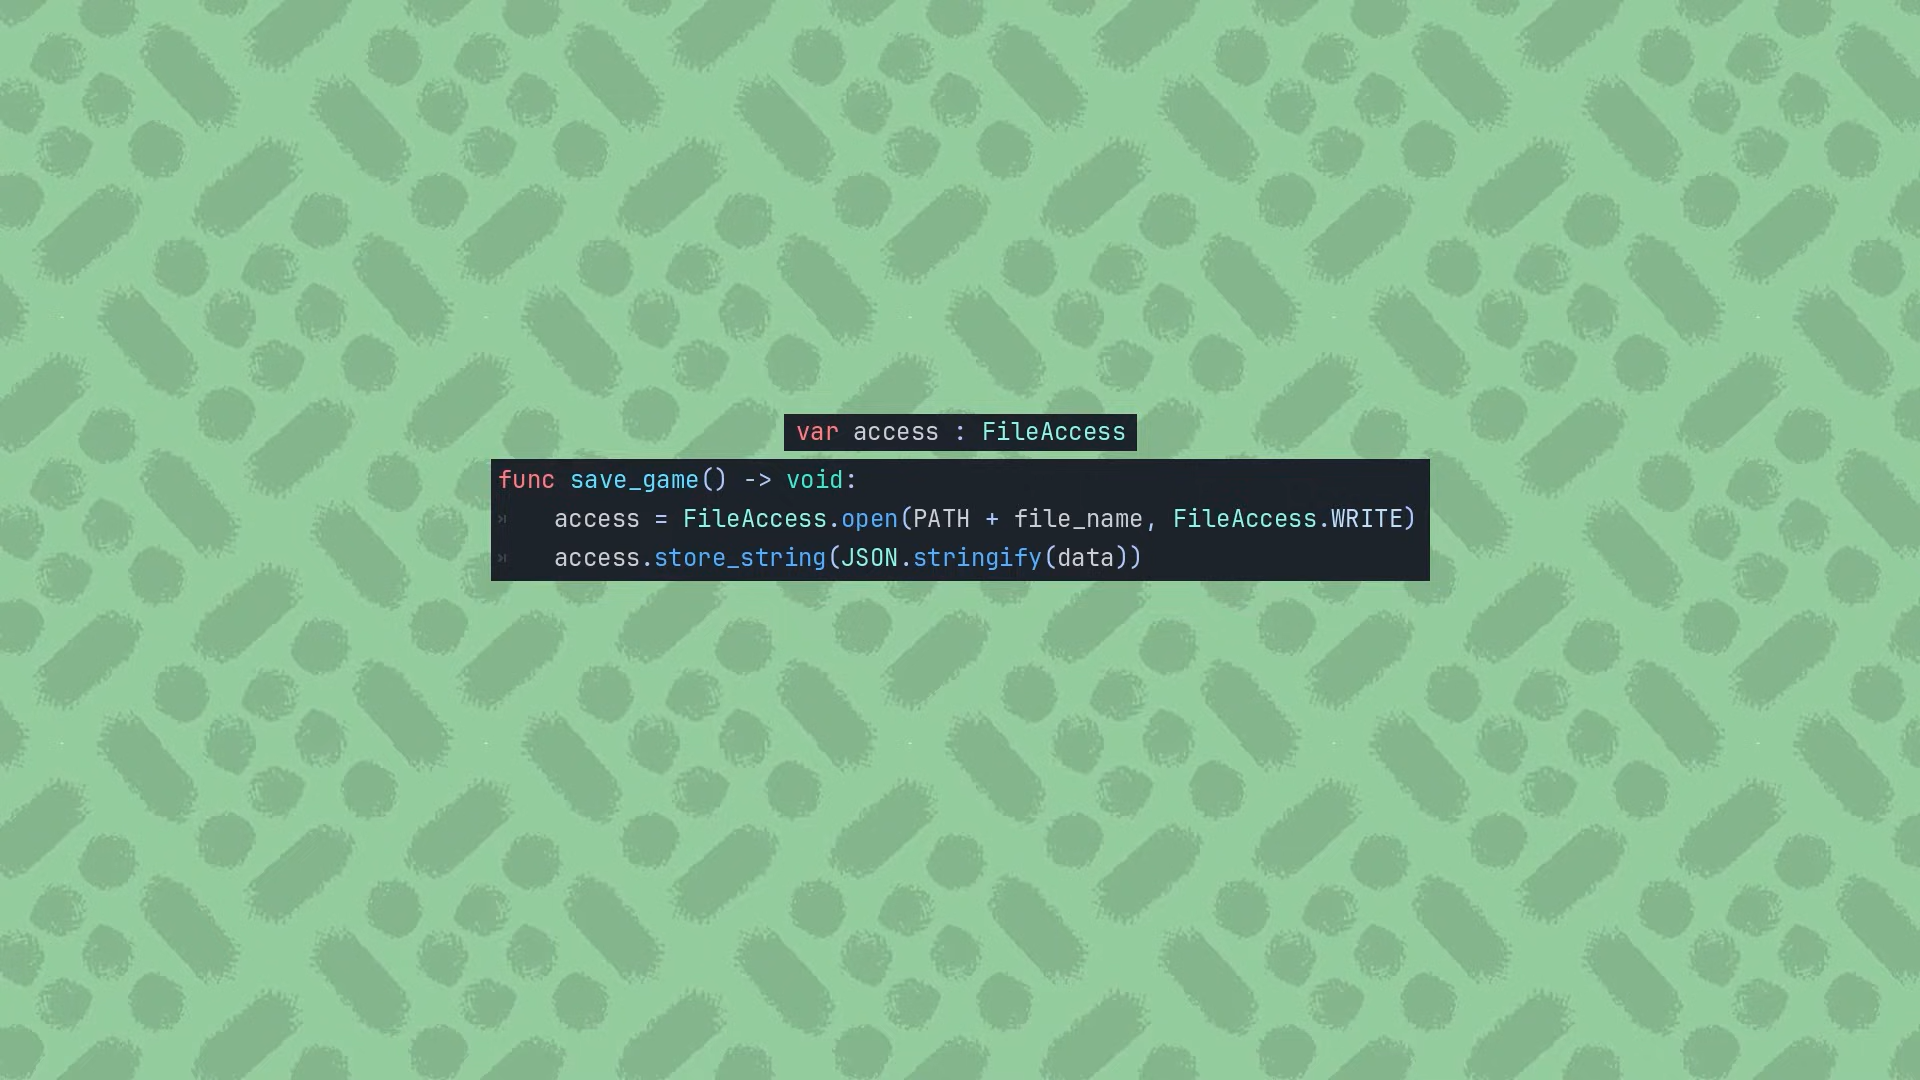 var access : FileAccess
func save_game() -> void:
access = FileAccess.open(PATH + file_name, FileAccess.WRITE)
access.store_string(JSON.stringify(data))